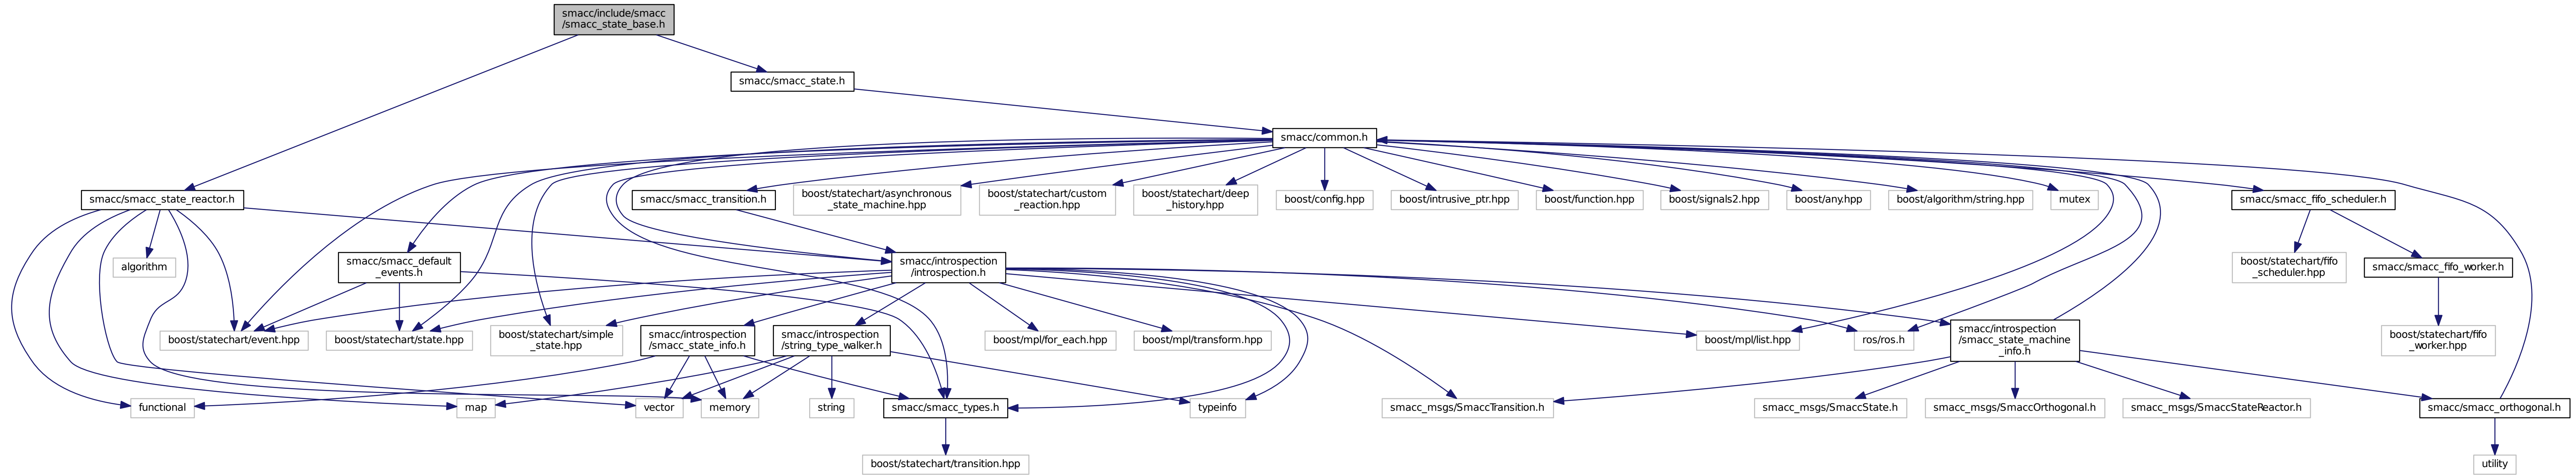 smacc/include/smacc
/smacc_state_base.h
smacc/smacc_state.h
smacc/common.h
smacc/smacc_state_reactor.h
smacc/smacc_transition.h
boost/statechart/asynchronous
_state_machine.hpp
boost/statechart/custom
_reaction.hpp
boost/statechart/deep
_history.hpp
boost/config.hpp
boost/intrusive_ptr.hpp
boost/function.hpp
boost/signals2.hpp
boost/any.hpp
boost/algorithm/string.hpp
mutex
smacc/smacc_fifo_scheduler.h
algorithm
smacc/smacc_default
_events.h
smacc/introspection
/introspection.h
boost/statechart/fifo
_scheduler.hpp
smacc/smacc_fifo_worker.h
boost/statechart/event.hpp
boost/statechart/state.hpp
boost/statechart/simple
_state.hpp
smacc/introspection
/smacc_state_info.h
smacc/introspection
/string_type_walker.h
boost/mpl/for_each.hpp
boost/mpl/transform.hpp
boost/mpl/list.hpp
ros/ros.h
smacc/introspection
/smacc_state_machine
_info.h
boost/statechart/fifo
_worker.hpp
functional
map
vector
memory
string
smacc/smacc_types.h
typeinfo
smacc_msgs/SmaccTransition.h
smacc_msgs/SmaccState.h
smacc_msgs/SmaccOrthogonal.h
smacc_msgs/SmaccStateReactor.h
smacc/smacc_orthogonal.h
boost/statechart/transition.hpp
utility